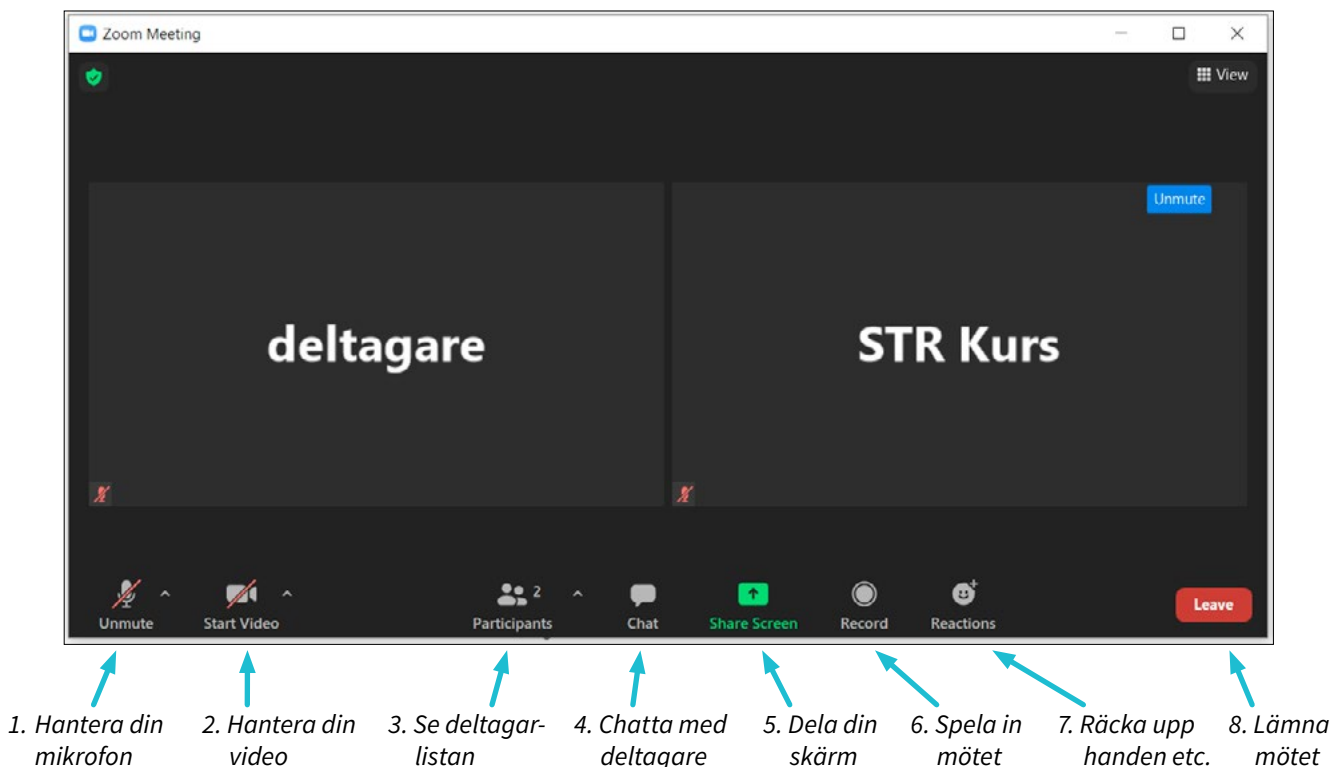 Zoom Meeting
View
Unmute
deltagare
STR Kurs
2
Unmute
Start Video
Participants
Chat
Share Screen
Record
Reactions
Leave
1. Hantera din
mikrofon
2. Hantera din
video
3. Se deltagar-
listan
4. Chatta med
deltagare
5. Dela din
skärm
6. Spela in
mötet
7. Räcka upp
handen etc.
8. Lämna
mötet